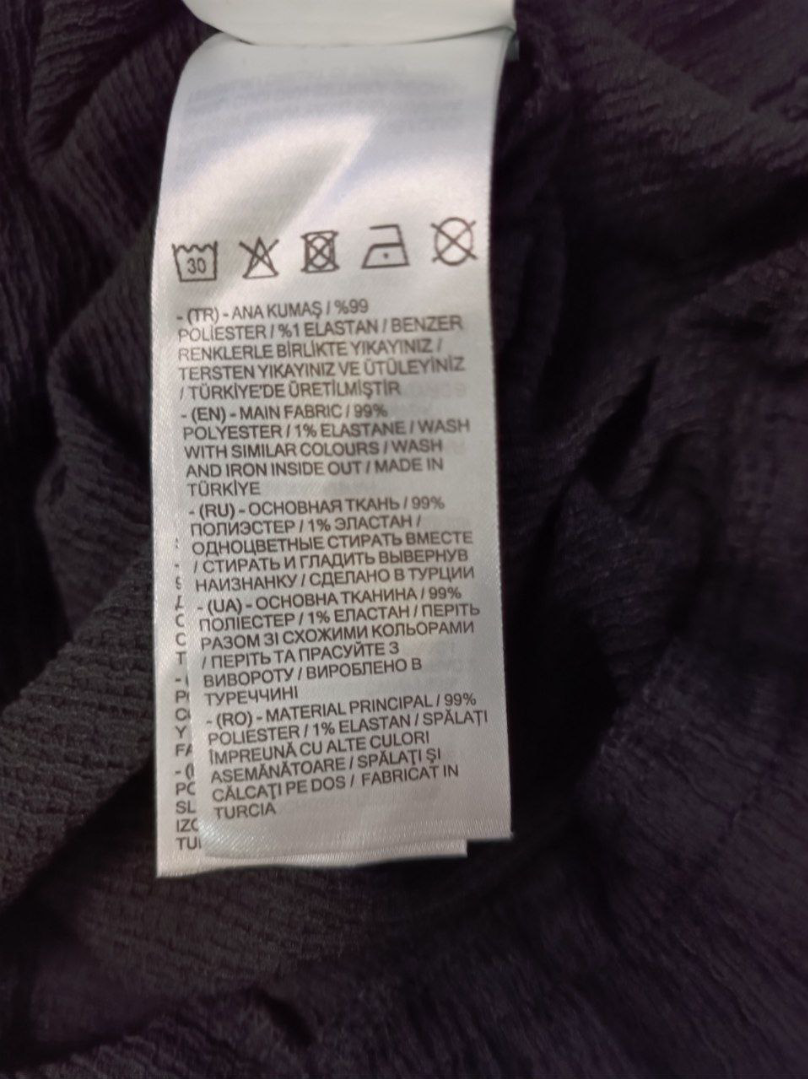 30
- (TR) - ANA KUMAŞ / %99
POLİESTER / %1 ELASTAN / BENZER
RENKLERLE BİRLİKTE YIKAYINIZ /
TERSTEN YIKAYINIZ VE ÜTÜLEYİNİZ
/ TÜRKİYE'DE ÜRETİLMİŞTİR
- (EN) - MAIN FABRIC / 99%
POLYESTER / 1% ELASTANE / WASH
WITH SIMILAR COLOURS / WASH
AND IRON INSIDE OUT / MADE IN
TÜRKİYE
- (RU) - ОСНОВНАЯ ТКАНЬ / 99%
ПОЛИЭСТЕР / 1% ЭЛАСТАН /
ОДНОЦВЕТНЫЕ СТИРАТЬ ВМЕСТЕ
/ СТИРАТЬ И ГЛАДИТЬ ВЫВЕРНУВ
НАИЗНАНКУ / СДЕЛАНО В ТУРЦИИ
- (UA) - ОСНОВНА ТКАНИНА / 99%
ПОЛІЕСТЕР / 1% ЕЛАСТАН / ПЕРІТЬ
РАЗОМ ЗІ СХОЖИМИ КОЛЬОРАМИ
/ ПЕРІТЬ ТА ПРАСУЙТЕ З
ВИВОРОТУ / ВИРОБЛЕНО В
ТУРЕЧЧИНІ
- (RO) - MATERIAL PRINCIPAL / 99%
POLIESTER / 1% ELASTAN / SPĂLAȚI
ÎMPREUNĂ CU ALTE CULORI
ASEMĂNĂTOARE / SPĂLAȚI ȘI
CĂLCAȚI PE DOS / FABRICAT IN
TURCIA